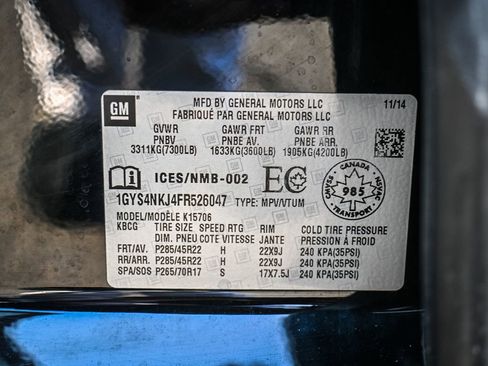 GM
MFD BY GENERAL MOTORS LLC 11/14
FABRIQUÉ PAR GENERAL MOTORS LLC
GVWR GAWR FRT GAWR RR
PNBV PNBE AV. PNBE ARR.
3311KG(7300LB) 1633KG(3600LB) 1905KG(4200LB)
ICES/NMB-002 EC
CANADA
CMVSS 985 NSVAC
TRANSPORT
1GYS4NKJ4FR526047 TYPE: MPV/VTUM
MODEL/MODÈLE K15706
KBCG TIRE SIZE SPEED RTG RIM COLD TIRE PRESSURE
DIM. PNEU COTE VITESSE JANTE PRESSION À FROID
FRT/AV. P285/45R22 H 22X9J 240 KPA(35PSI)
RR/ARR. P285/45R22 H 22X9J 240 KPA(35PSI)
SPA/SOS P265/70R17 S 17X7.5J 240 KPA(35PSI)